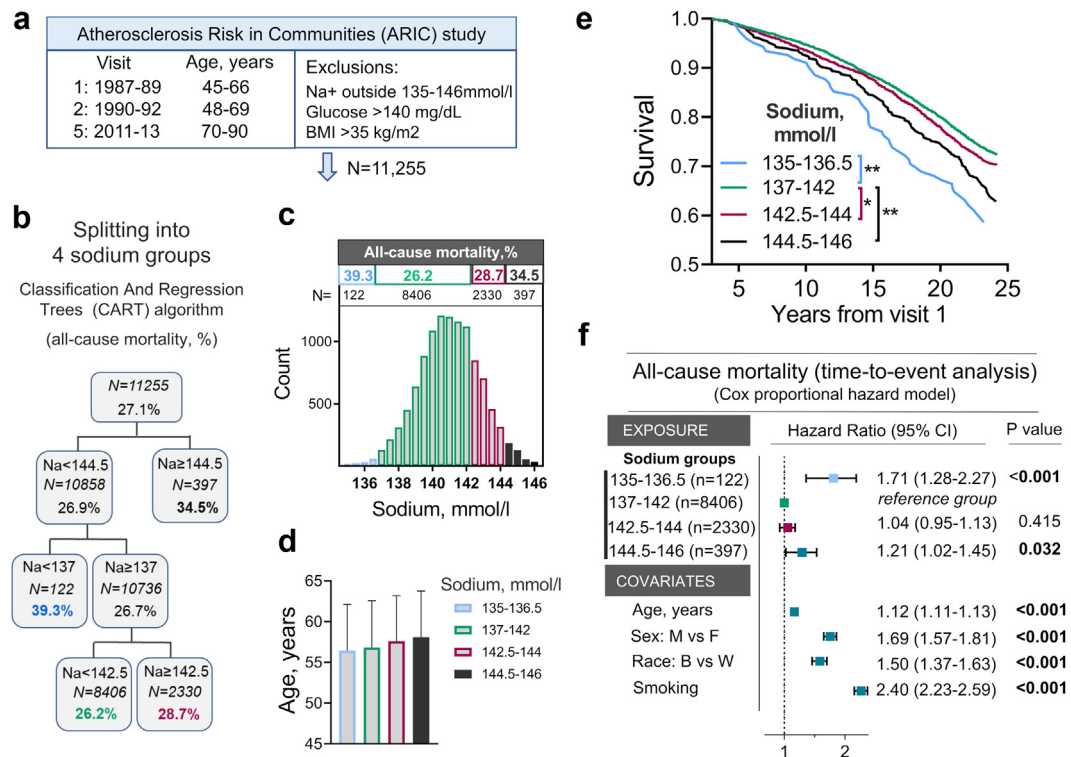 a
Atherosclerosis Risk in Communities (ARIC) study
Visit Age, years
1: 1987-89 45-66
2: 1990-92 48-69
5: 2011-13 70-90
Exclusions:
Na+ outside 135-146mmol/l
Glucose >140 mg/dL
BMI >35 kg/m2
N=11,255
b
Splitting into
4 sodium groups
Classification And Regression
Trees (CART) algorithm
(all-cause mortality, %)
N=11255
27.1%
Na<144.5
N=10858
26.9%
Na≥144.5
N=397
34.5%
Na<137
N=122
39.3%
Na≥137
N=10736
26.7%
Na<142.5
N=8406
26.2%
Na≥142.5
N=2330
28.7%
c
All-cause mortality,%
39.3 26.2 28.7 34.5
N= 122 8406 2330 397
Count
1000
500
136 138 140 142 144 146
Sodium, mmol/l
d
Age, years
65
60
55
50
45
Sodium, mmol/l
135-136.5
137-142
142.5-144
144.5-146
e
Survival
1.0
0.9
0.8
0.7
0.6
0.5
Sodium,
mmol/l
135-136.5
137-142
142.5-144
144.5-146
**
*
**
5 10 15 20 25
Years from visit 1
f
All-cause mortality (time-to-event analysis)
(Cox proportional hazard model)
EXPOSURE Hazard Ratio (95% CI) P value
Sodium groups
135-136.5 (n=122) 1.71 (1.28-2.27) <0.001
137-142 (n=8406) reference group
142.5-144 (n=2330) 1.04 (0.95-1.13) 0.415
144.5-146 (n=397) 1.21 (1.02-1.45) 0.032
COVARIATES
Age, years 1.12 (1.11-1.13) <0.001
Sex: M vs F 1.69 (1.57-1.81) <0.001
Race: B vs W 1.50 (1.37-1.63) <0.001
Smoking 2.40 (2.23-2.59) <0.001
1 2